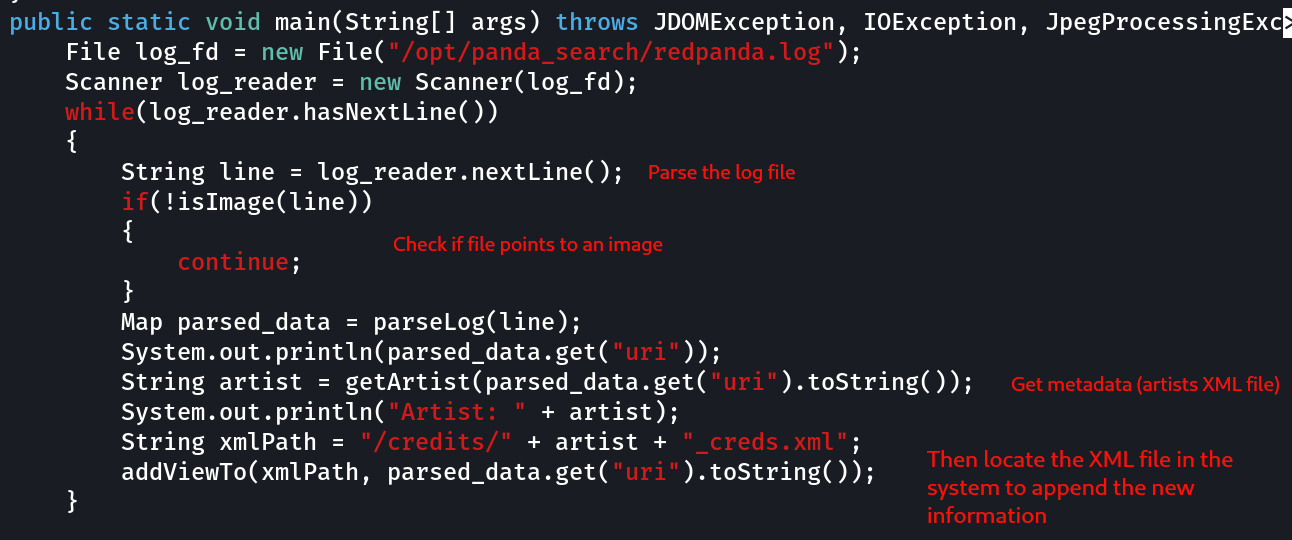 public static void main(String[] args) throws JDOMException, IOException, JpegProcessingExc>
File log_fd = new File("/opt/panda_search/redpanda.log");
Scanner log_reader = new Scanner(log_fd);
while(log_reader.hasNextLine())
{
String line = log_reader.nextLine(); Parse the log file
if(!isImage(line))
{
Check if file points to an image
continue;
}
Map parsed_data = parseLog(line);
System.out.println(parsed_data.get("uri"));
String artist = getArtist(parsed_data.get("uri").toString()); Get metadata (artists XML file)
System.out.println("Artist: " + artist);
String xmlPath = "/credits/" + artist + "_creds.xml";
addViewTo(xmlPath, parsed_data.get("uri").toString());
}
Then locate the XML file in the
system to append the new
information